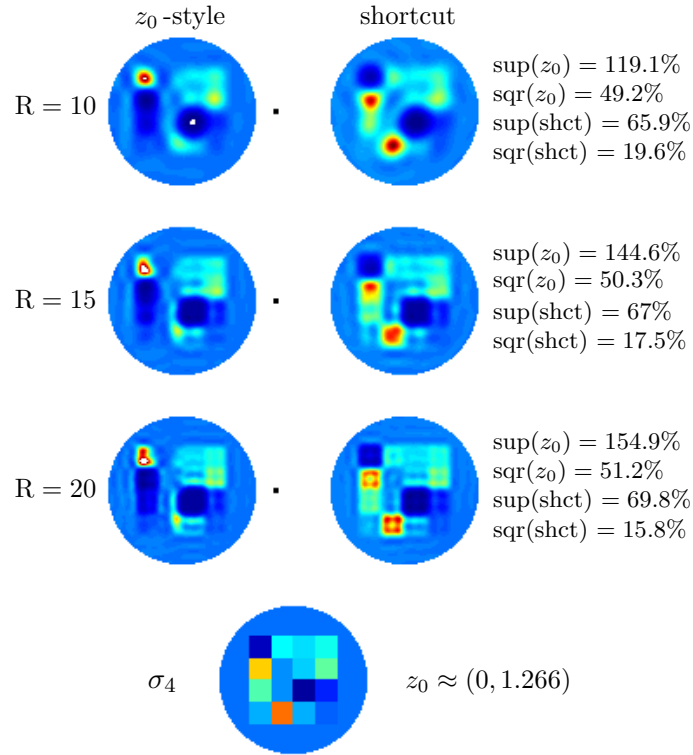 z₀ -style shortcut
R = 10
sup(z₀) = 119.1%
sqr(z₀) = 49.2%
sup(shct) = 65.9%
sqr(shct) = 19.6%
R = 15
sup(z₀) = 144.6%
sqr(z₀) = 50.3%
sup(shct) = 67%
sqr(shct) = 17.5%
R = 20
sup(z₀) = 154.9%
sqr(z₀) = 51.2%
sup(shct) = 69.8%
sqr(shct) = 15.8%
σ₄ z₀ ≈ (0, 1.266)